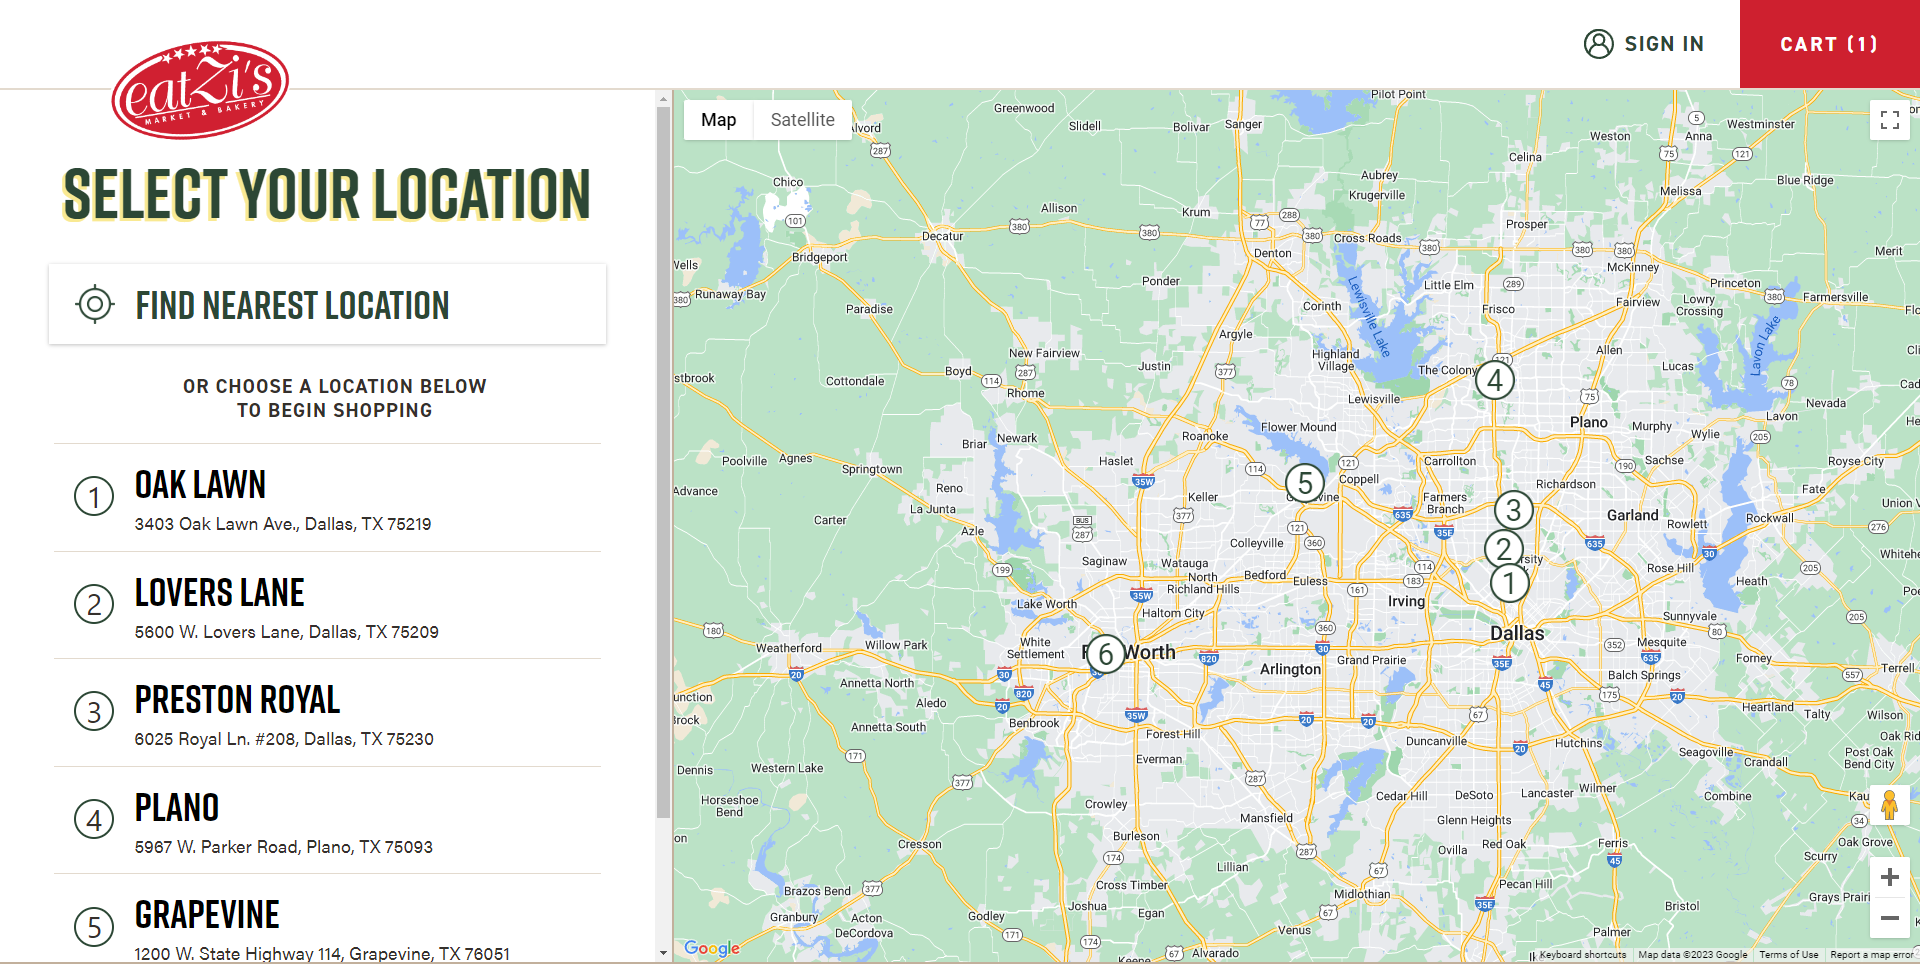 eatZi's
MARKET & BAKERY
SIGN IN
CART (1)
SELECT YOUR LOCATION
FIND NEAREST LOCATION
OR CHOOSE A LOCATION BELOW
TO BEGIN SHOPPING
1
OAK LAWN
3403 Oak Lawn Ave., Dallas, TX 75219
2
LOVERS LANE
5600 W. Lovers Lane, Dallas, TX 75209
3
PRESTON ROYAL
6025 Royal Ln. #208, Dallas, TX 75230
4
PLANO
5967 W. Parker Road, Plano, TX 75093
5
GRAPEVINE
1200 W. State Highway 114, Grapevine, TX 76051
Map
Satellite
Pilot Point
Greenwood
Slidell
Bolivar
Sanger
Weston
Anna
Westminster
Celina
Chico
Aubrey
Krugerville
Melissa
Blue Ridge
Allison
Krum
Prosper
Decatur
Cross Roads
Denton
Bridgeport
Merit
McKinney
Runaway Bay
Ponder
Little Elm
Princeton
Farmersville
Paradise
Corinth
Frisco
Fairview
Lowry
Crossing
Lewisville Lake
Lavon Lake
Argyle
New Fairview
Highland
Village
Allen
Boyd
Justin
The Colony
Lucas
Cottondale
Rhome
Lewisville
4
Plano
Murphy
Wylie
Lavon
Nevada
Briar
Newark
Roanoke
Flower Mound
Poolville
Agnes
Springtown
Haslet
Carrollton
Sachse
Royse City
Reno
Keller
5
Coppell
Richardson
Advance
La Junta
Farmers
Branch
3
Garland
Fate
Carter
Azle
Colleyville
Rowlett
Rockwall
Saginaw
Watauga
2
North
Richland Hills
Bedford
Euless
1
Rose Hill
Heath
Lake Worth
Haltom City
Irving
Sunnyvale
Weatherford
Willow Park
White
Settlement
6
Worth
Dallas
Mesquite
Arlington
Grand Prairie
Forney
Terrell
Annetta North
Balch Springs
Aledo
Benbrook
Heartland
Talty
Wilson
Annetta South
Forest Hill
Duncanville
Hutchins
Seagoville
Post Oak
Bend City
Dennis
Western Lake
Everman
Crandall
Horseshoe
Bend
Crowley
Cedar Hill
DeSoto
Lancaster
Wilmer
Combine
Mansfield
Glenn Heights
Burleson
Cresson
Ovilla
Red Oak
Ferris
Oak Grove
Scurry
Lillian
Brazos Bend
Cross Timber
Midlothian
Pecan Hill
Granbury
Acton
DeCordova
Godley
Joshua
Egan
Bristol
Venus
Palmer
Alvarado
Google
Keyboard shortcuts
Map data ©2023 Google
Terms of Use
Report a map error